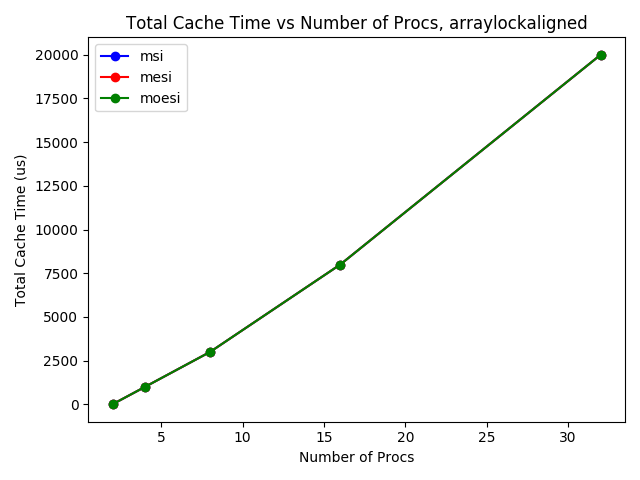 Total Cache Time vs Number of Procs, arraylockaligned
msi
mesi
moesi
Total Cache Time (us)
20000
17500
15000
12500
10000
7500
5000
2500
0
5
10
15
20
25
30
Number of Procs